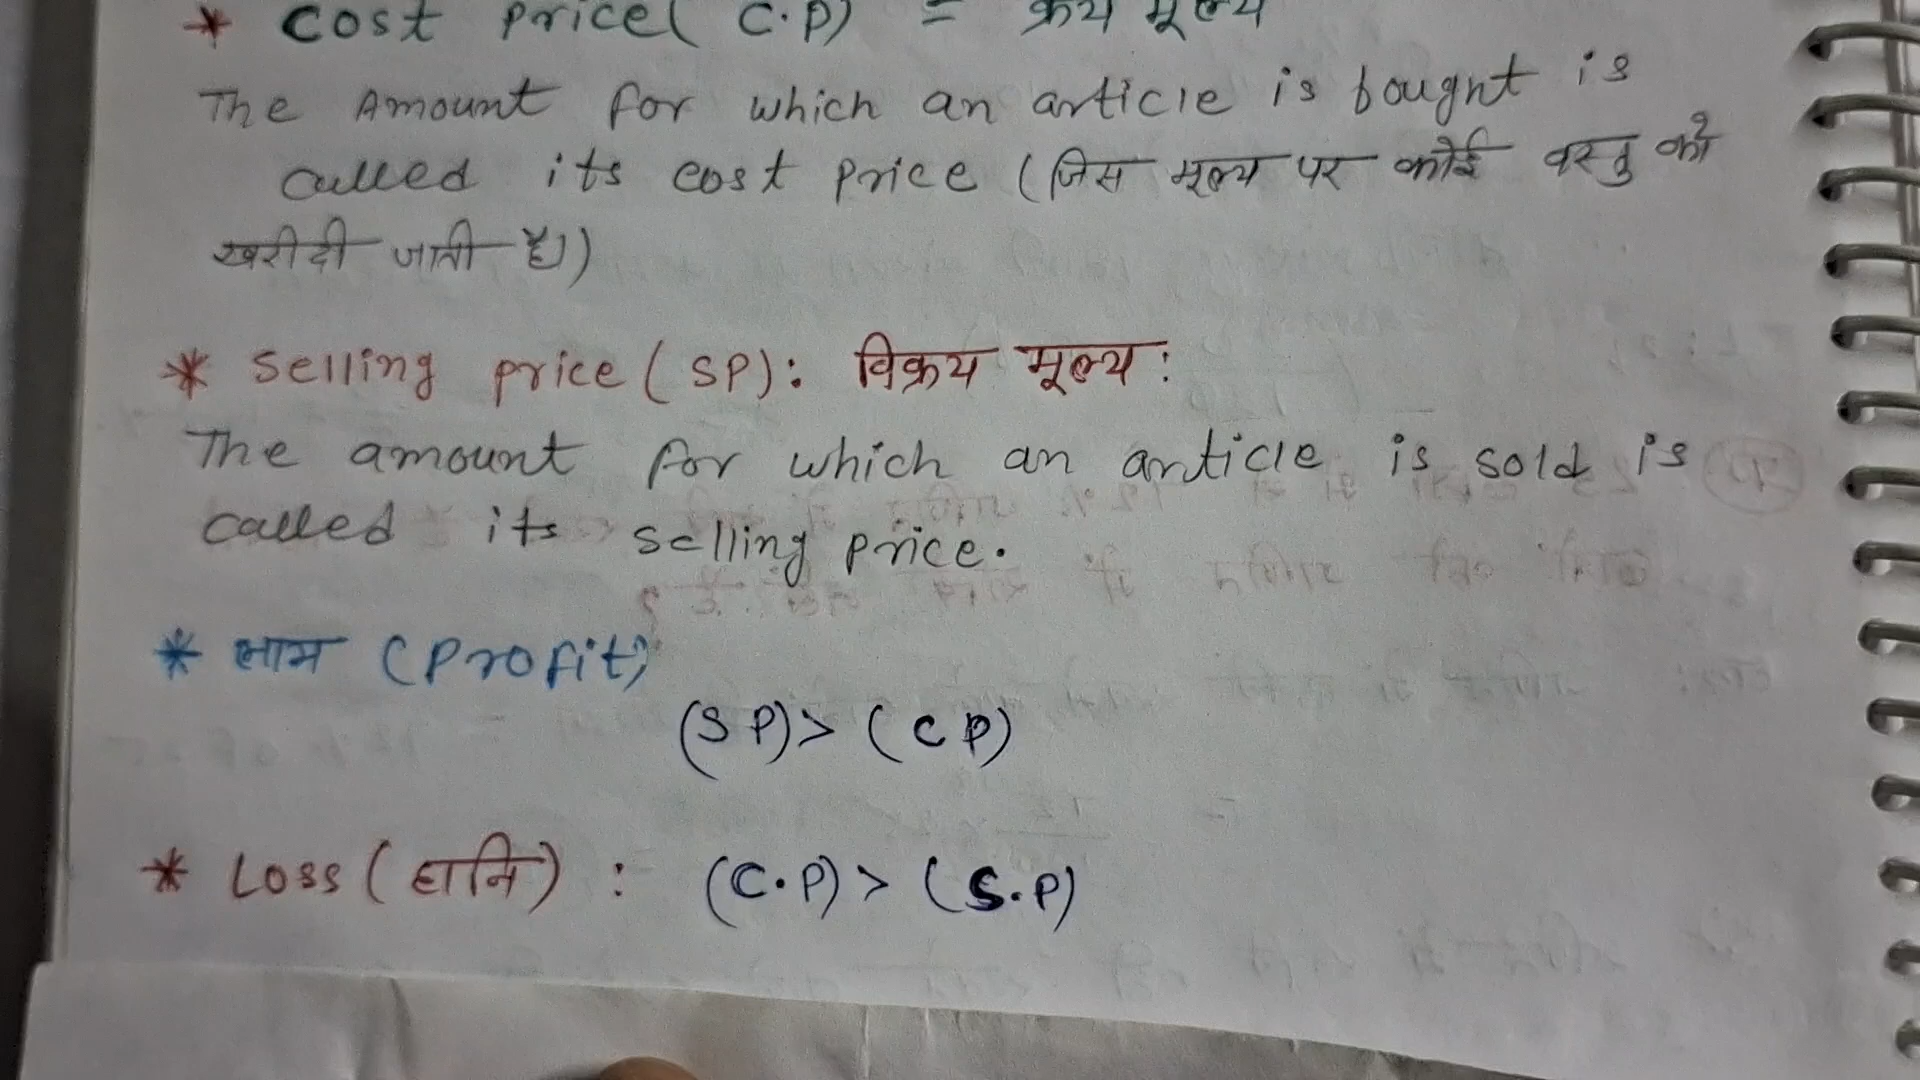 * Cost price( C.P) = क्रय मूल्य
The Amount for which an article is bought is
called its cost price (जिस मूल्य पर कोई वस्तु को
खरीदी जाती है।)
* Selling price (SP): विक्रय मूल्य:
The amount for which an article is sold is
called its selling price.
* लाभ (Profit)
(SP)> (CP)
* Loss (हानि) : (C.P) > (S.P)